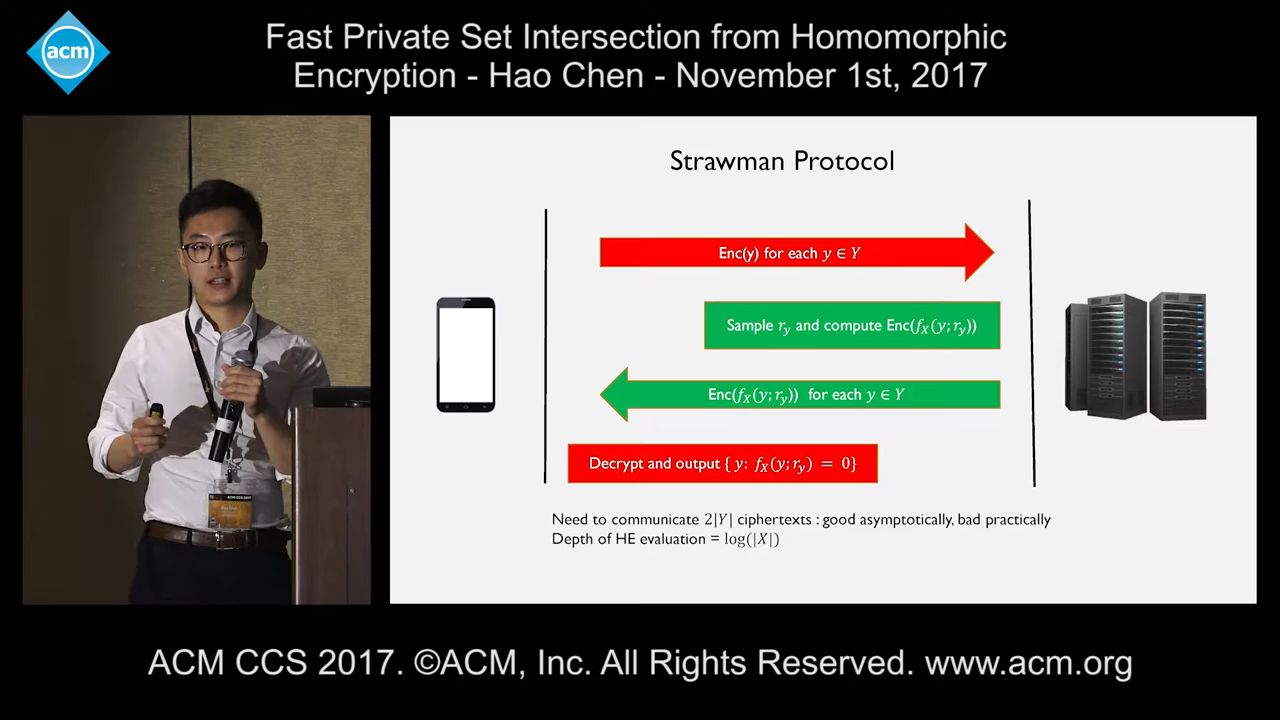 acm
Fast Private Set Intersection from Homomorphic
Encryption - Hao Chen - November 1st, 2017
Strawman Protocol
Enc(y) for each y ∈ Y
Sample r_y and compute Enc(f_X(y; r_y))
Enc(f_X(y; r_y)) for each y ∈ Y
Decrypt and output { y: f_X(y; r_y) = 0}
Need to communicate 2|Y| ciphertexts : good asymptotically, bad practically
Depth of HE evaluation = log(|X|)
ACM CCS 2017
ACM CCS 2017. ©ACM, Inc. All Rights Reserved. www.acm.org